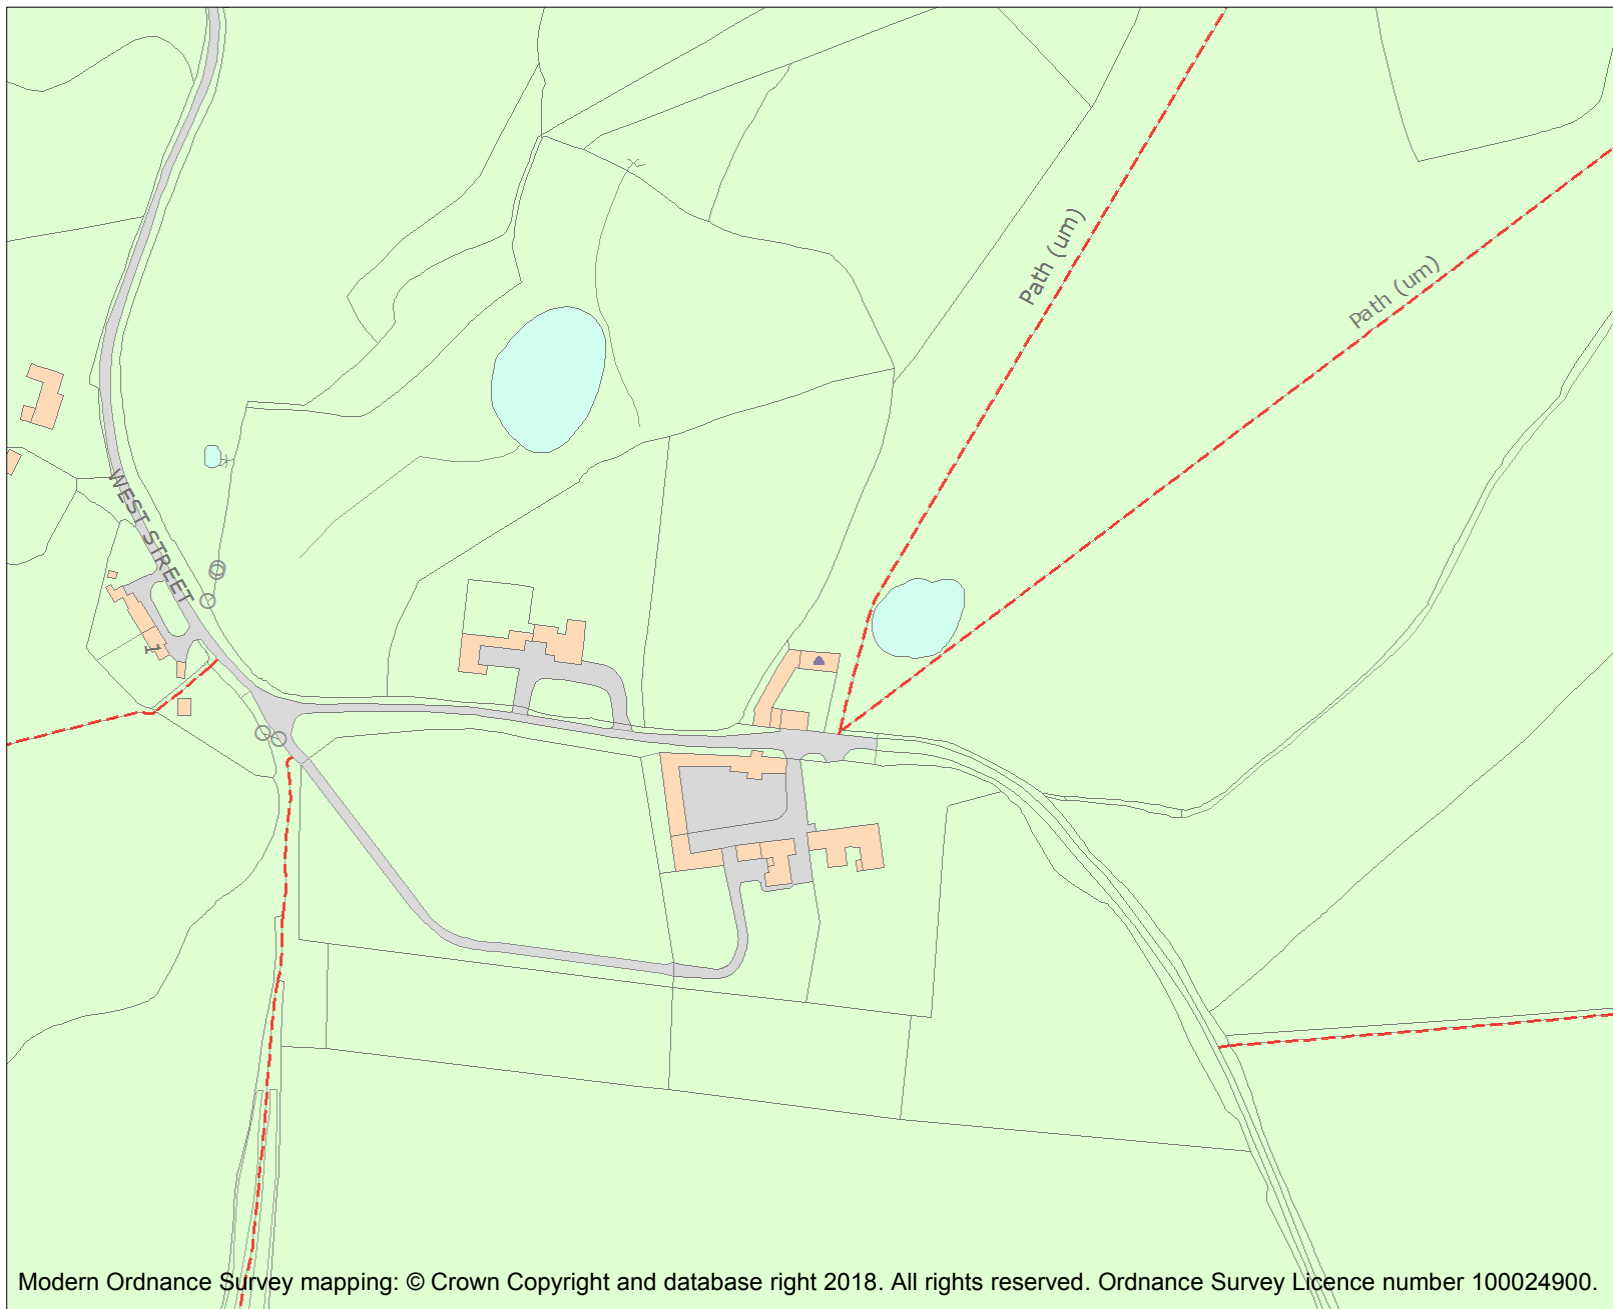 Path (um)
Path (um)
WEST STREET
1
Modern Ordnance Survey mapping: © Crown Copyright and database right 2018. All rights reserved. Ordnance Survey Licence number 100024900.